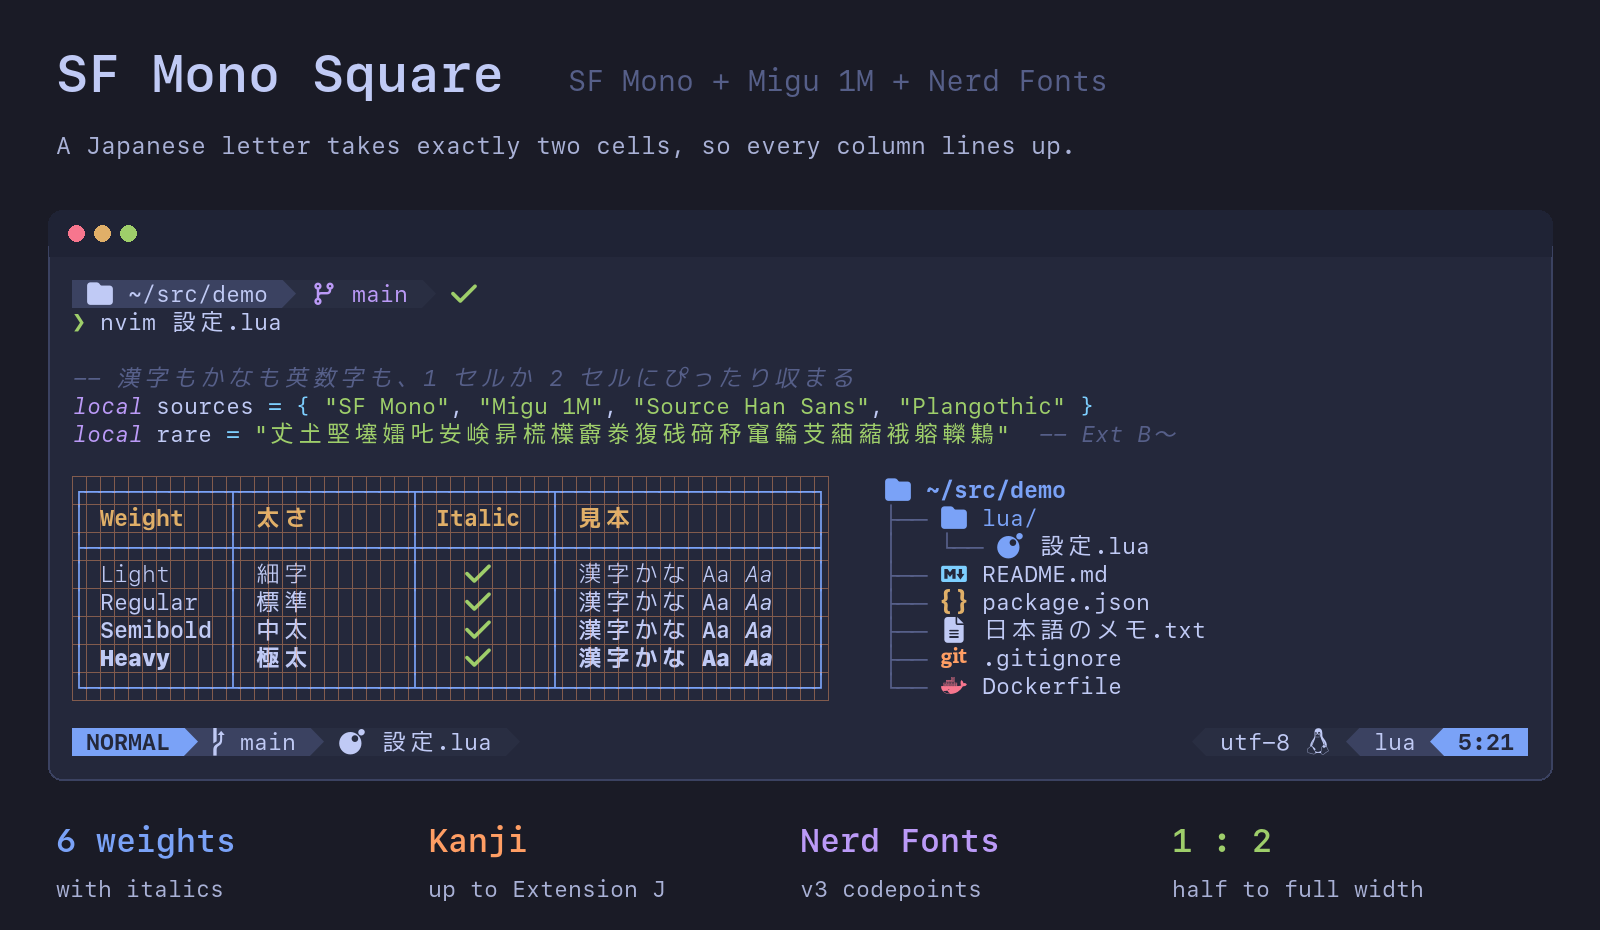 SF Mono Square
SF Mono + Migu 1M + Nerd Fonts
A Japanese letter takes exactly two cells, so every column lines up.
~/src/demo main ✓
❯ nvim 設定.lua
-- 漢字もかなも英数字も、1 セルか 2 セルにぴったり収まる
local sources = { "SF Mono", "Migu 1M", "Source Han Sans", "Plangothic" }
local rare = -- Ext B〜
Weight 太さ Italic 見本
Light 細字 ✓ 漢字かな Aa Aa
Regular 標準 ✓ 漢字かな Aa Aa
Semibold 中太 ✓ 漢字かな Aa Aa
Heavy 極太 ✓ 漢字かな Aa Aa
~/src/demo
lua/
設定.lua
README.md
package.json
日本語のメモ.txt
git .gitignore
Dockerfile
NORMAL main 設定.lua utf-8 lua 5:21
6 weights
with italics
Kanji
up to Extension J
Nerd Fonts
v3 codepoints
1 : 2
half to full width